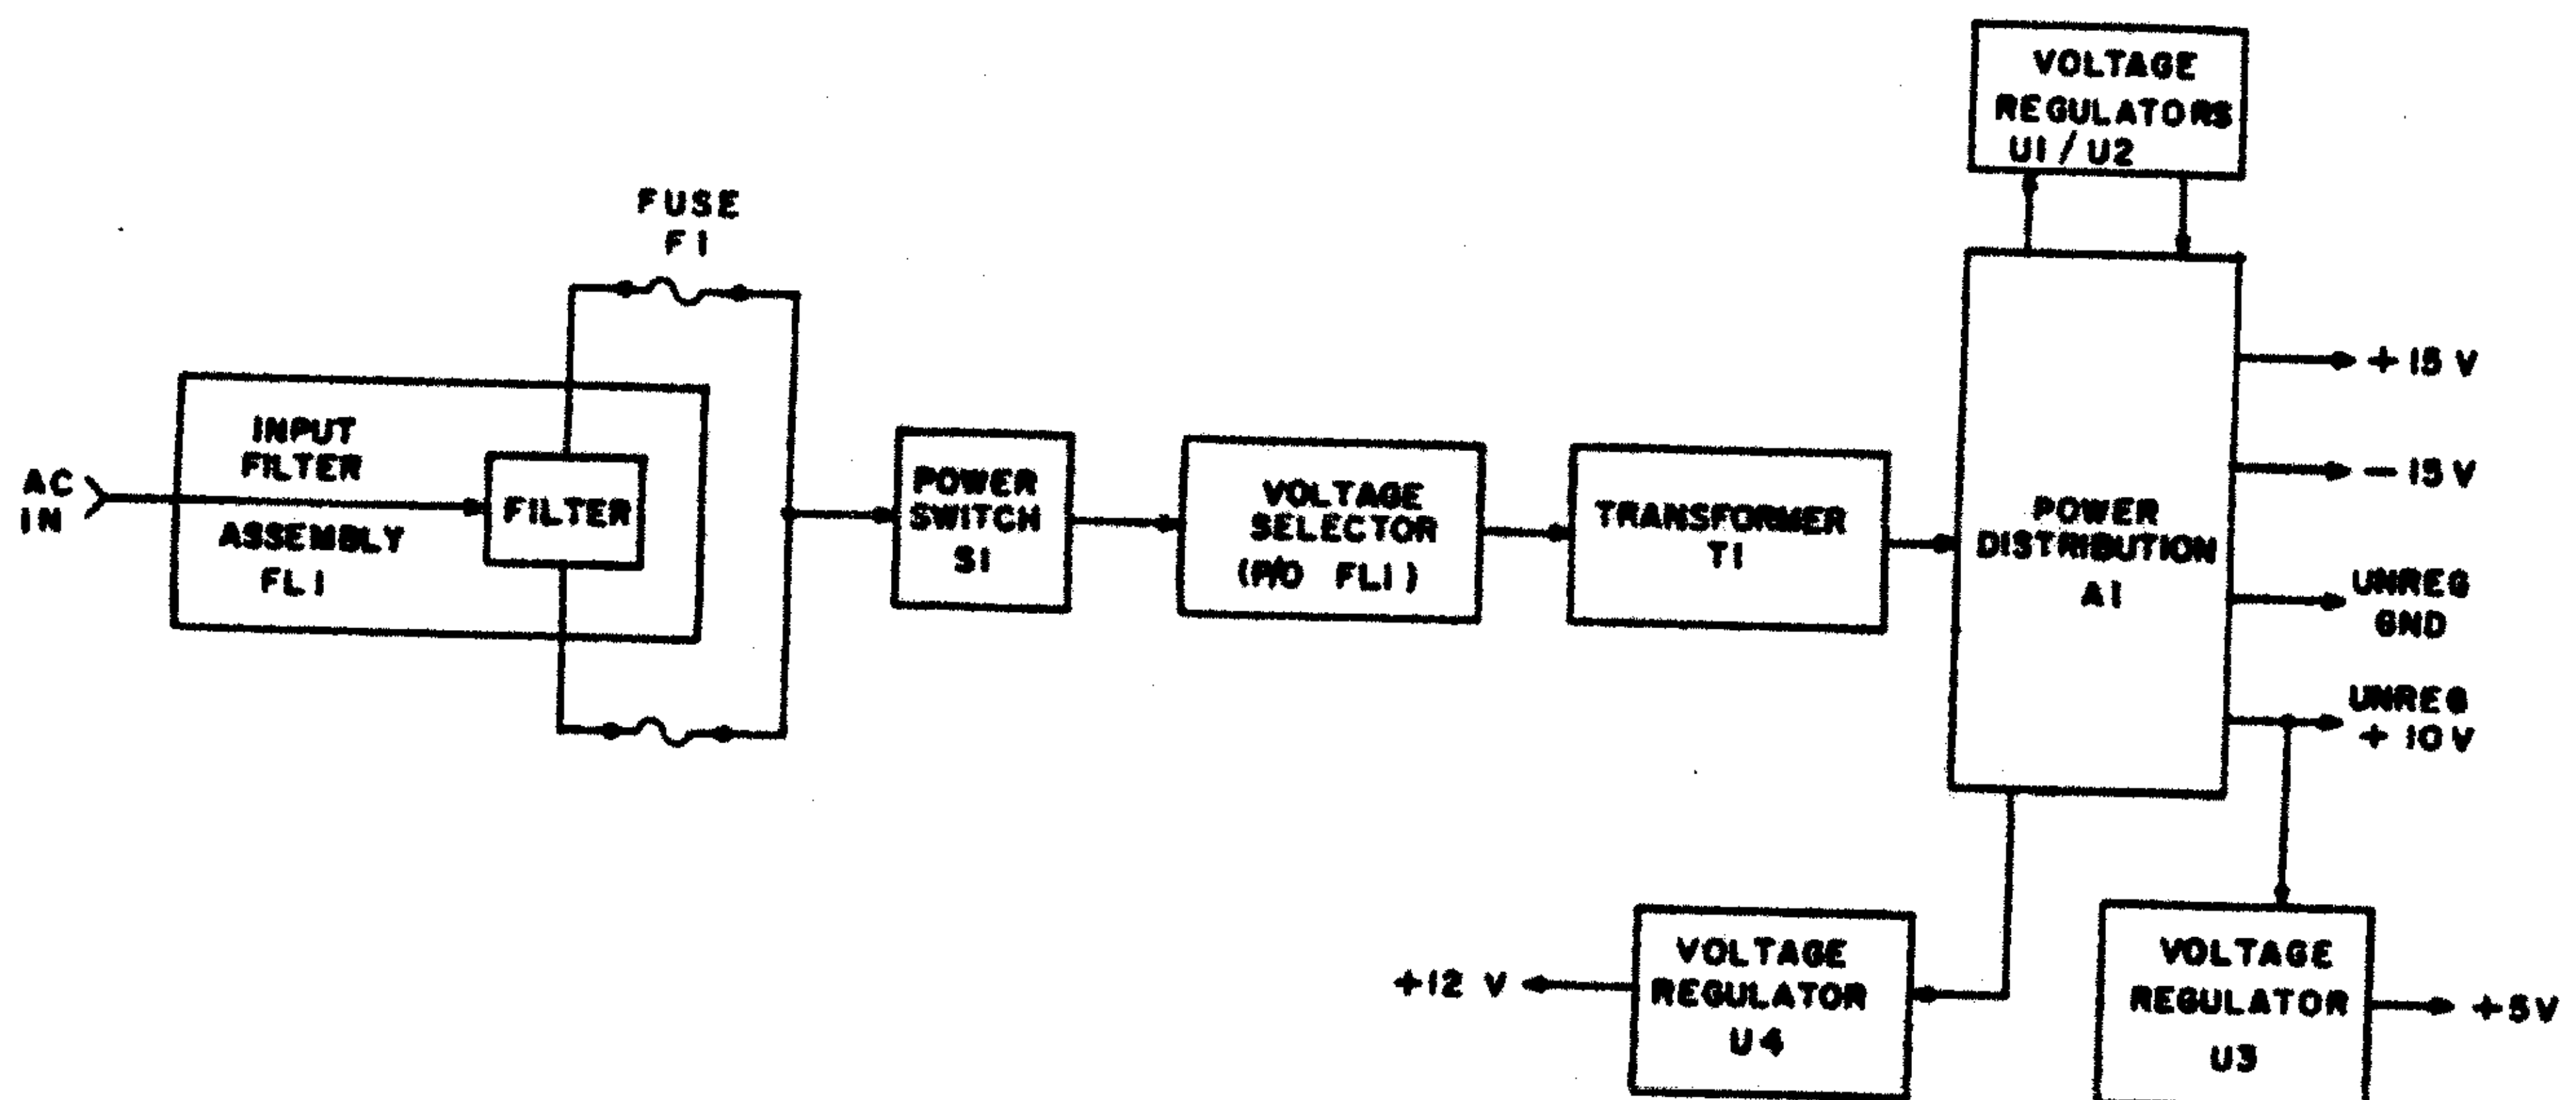 VOLTAGE
REGULATORS
U1 / U2
FUSE
F1
AC
IN
INPUT
FILTER
ASSEMBLY
FL1
FILTER
POWER
SWITCH
S1
VOLTAGE
SELECTOR
(P/O FL1)
TRANSFORMER
T1
POWER
DISTRIBUTION
A1
+ 15 V
- 15 V
UNREG
GND
UNREG
+ 10 V
+12 V
VOLTAGE
REGULATOR
U4
VOLTAGE
REGULATOR
U3
+5V